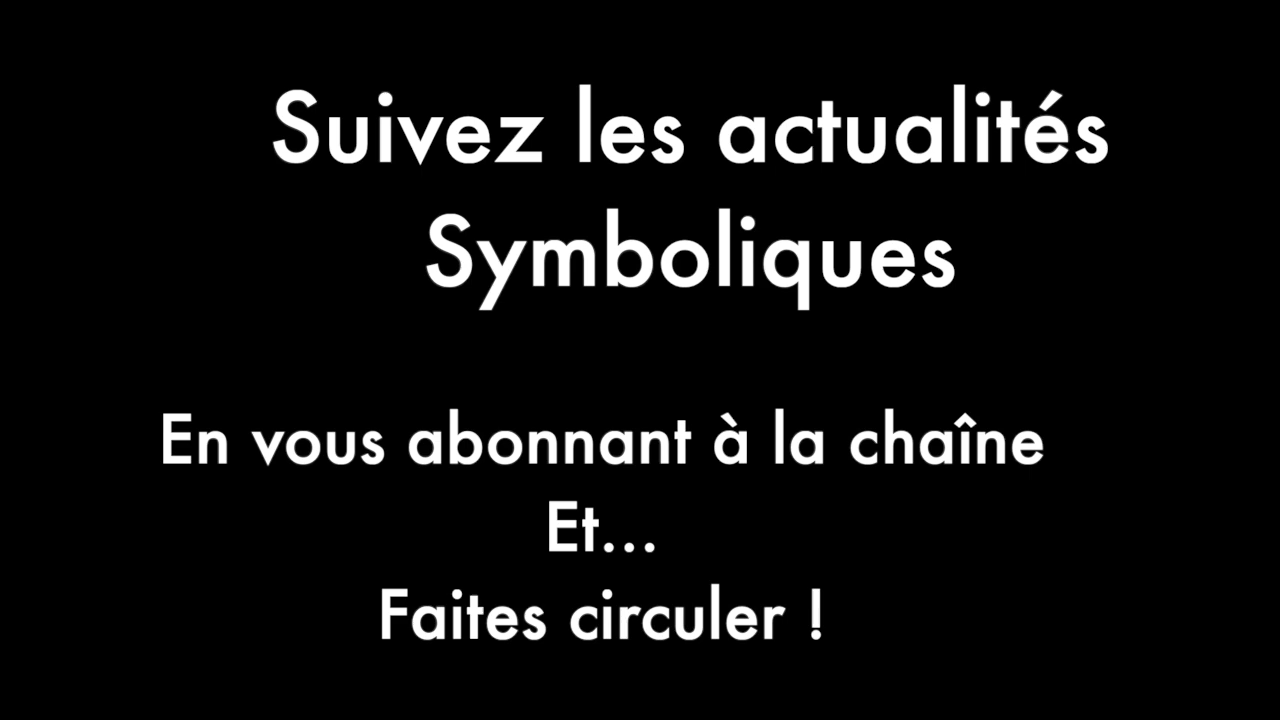 Suivez les actualités
Symboliques
En vous abonnant à la chaîne
Et...
Faites circuler !